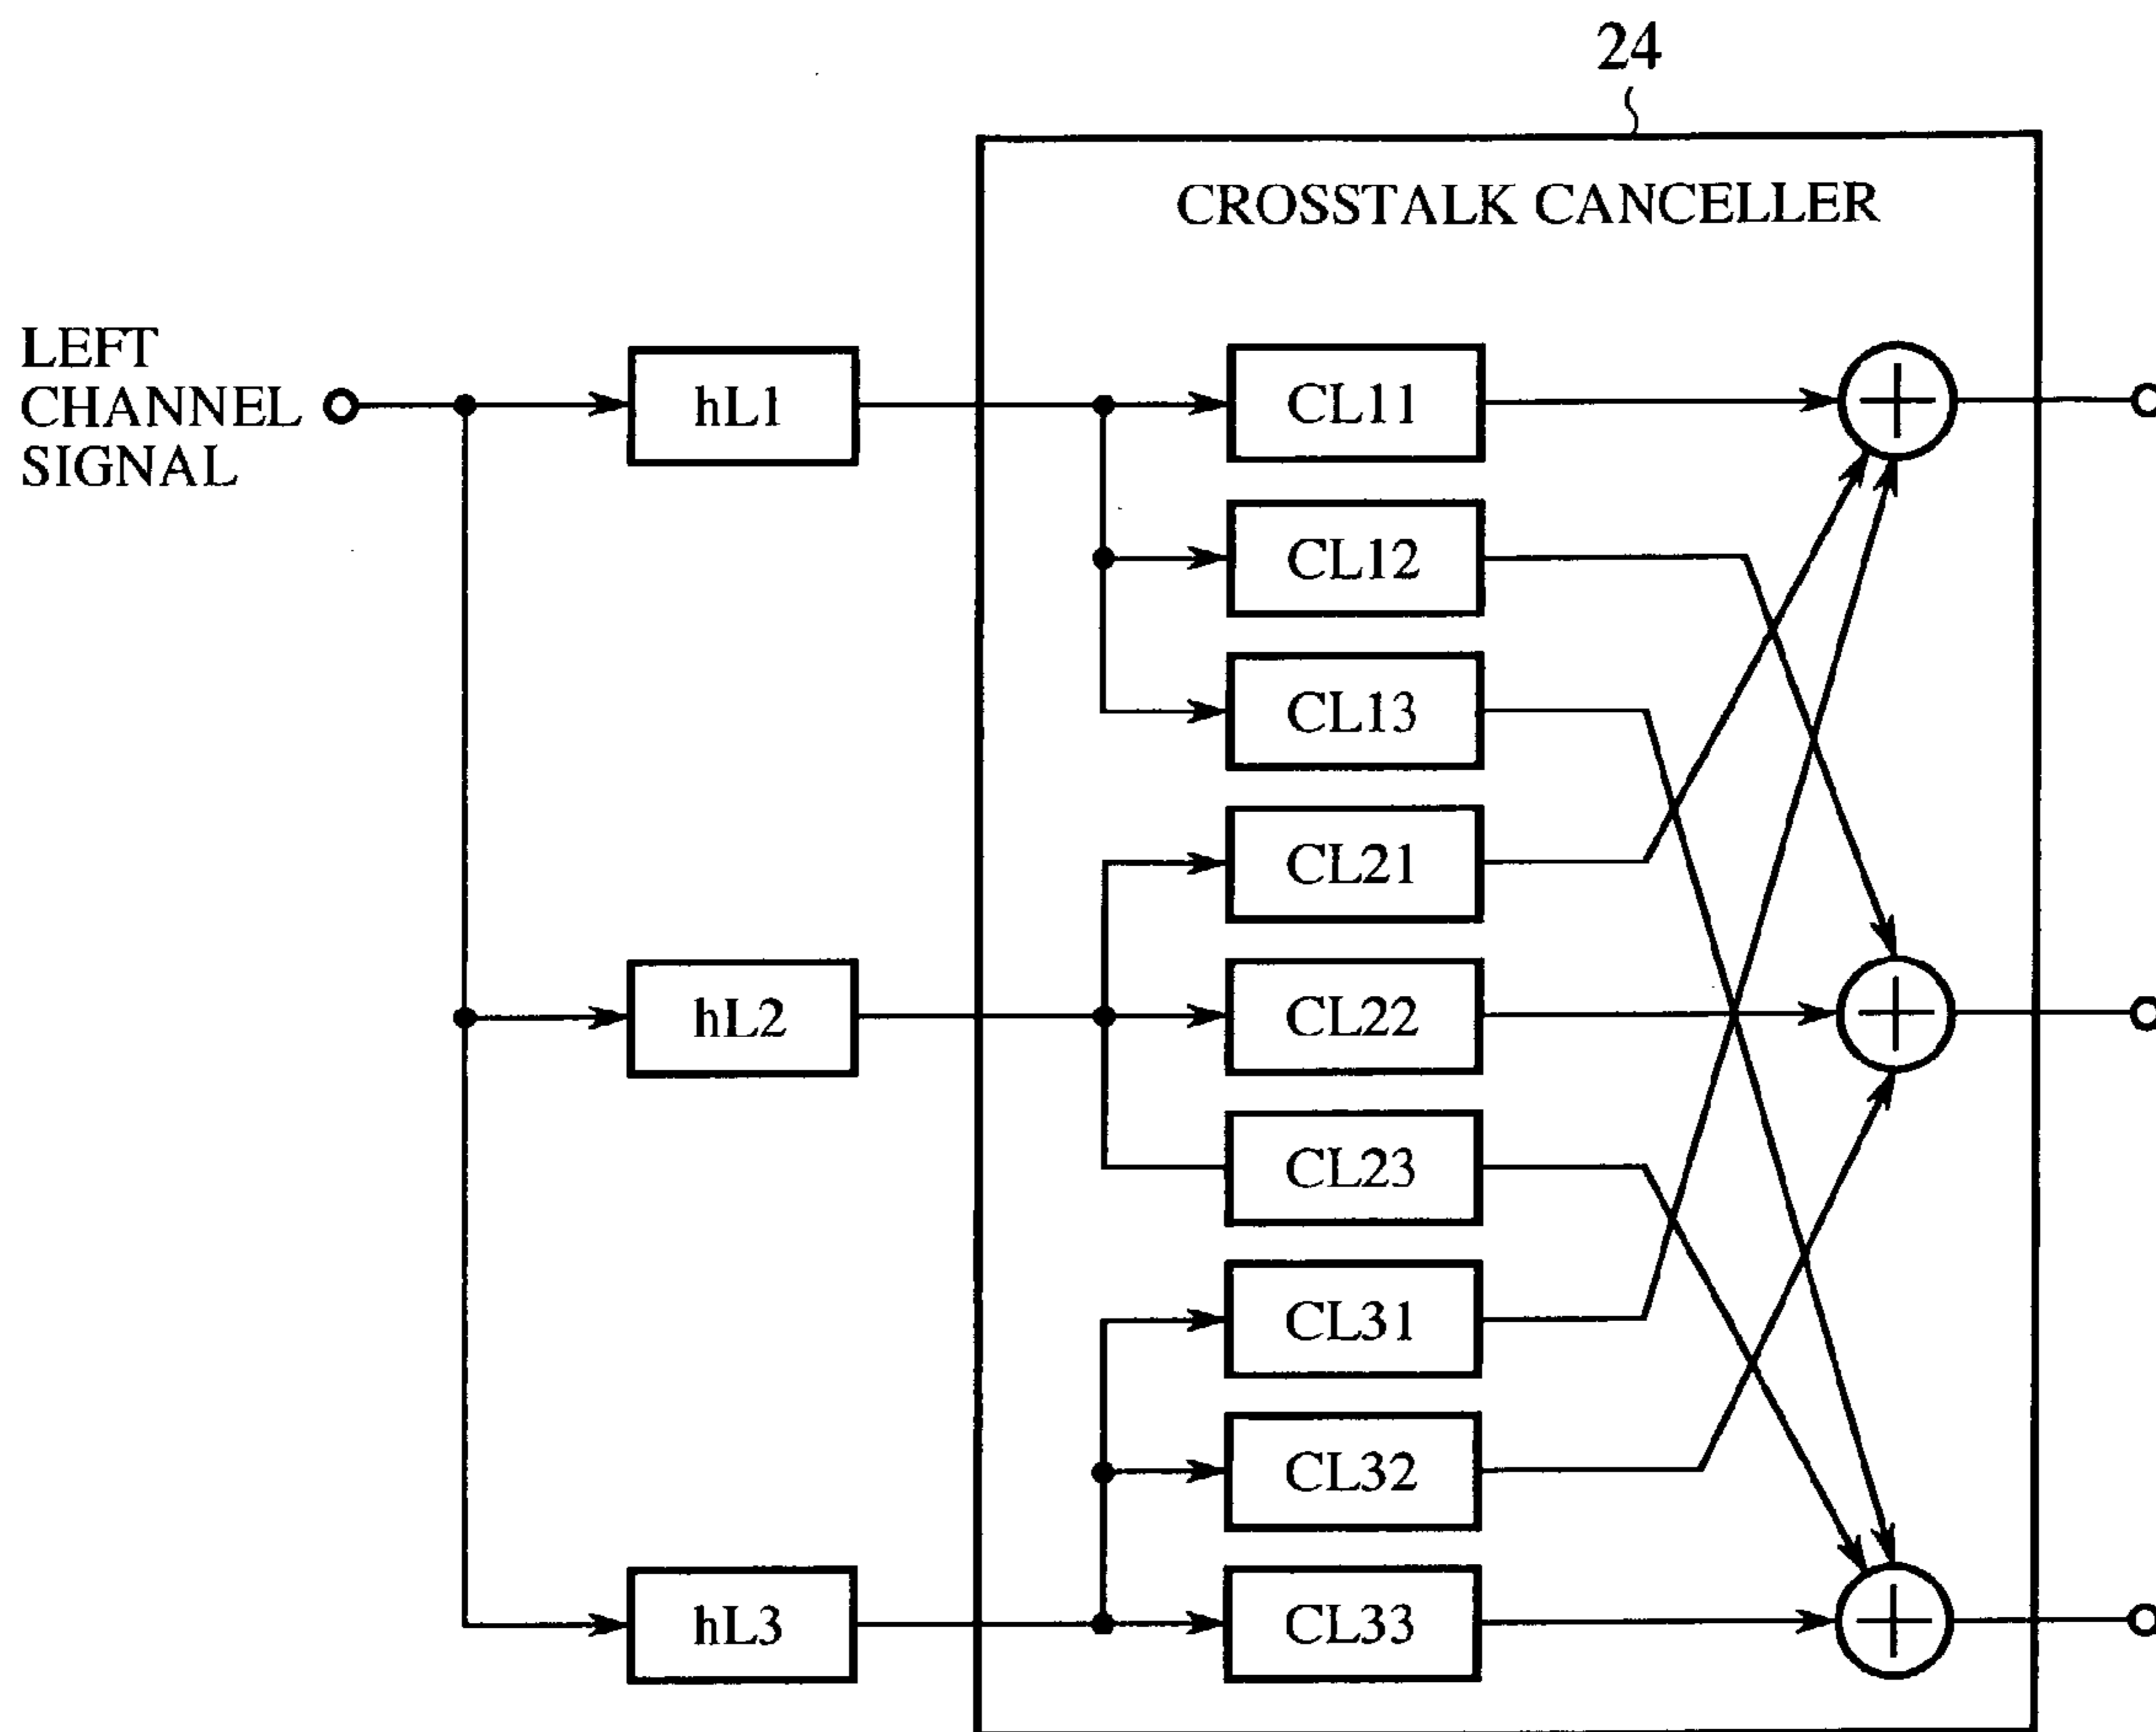 24
CROSSTALK CANCELLER
LEFT
CHANNEL
SIGNAL
hL1
CL11
CL12
CL13
CL21
hL2
CL22
CL23
CL31
CL32
hL3
CL33